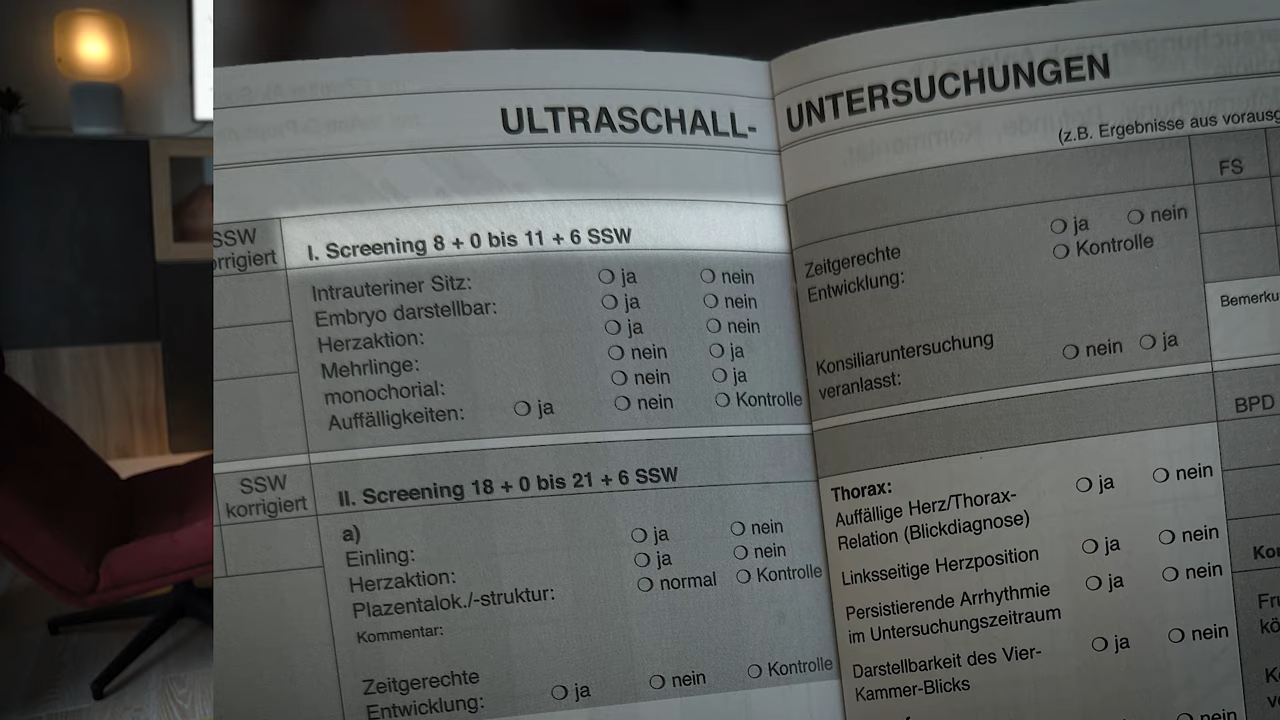 ULTRASCHALL-
SSW
korrigiert
I. Screening 8 + 0 bis 11 + 6 SSW
Intrauteriner Sitz: ja nein
Embryo darstellbar: ja nein
Herzaktion: ja nein
Mehrlinge: nein ja
monochorial: nein ja
Auffälligkeiten: ja nein Kontrolle
SSW
korrigiert
II. Screening 18 + 0 bis 21 + 6 SSW
a)
Einling: ja nein
Herzaktion: ja nein
Plazentalok./-struktur: normal Kontrolle
Kommentar:
Zeitgerechte
Entwicklung: ja nein Kontrolle
UNTERSUCHUNGEN
(z.B. Ergebnisse aus
FS
ja nein
Zeitgerechte Kontrolle
Entwicklung:
Bemerku
Konsiliaruntersuchung nein ja
veranlasst:
BPD
Thorax:
Auffällige Herz/Thorax- ja nein
Relation (Blickdiagnose)
Linksseitige Herzposition ja nein
Persistierende Arrhythmie ja nein
im Untersuchungszeitraum
Darstellbarkeit des Vier- ja nein
Kammer-Blicks
nein